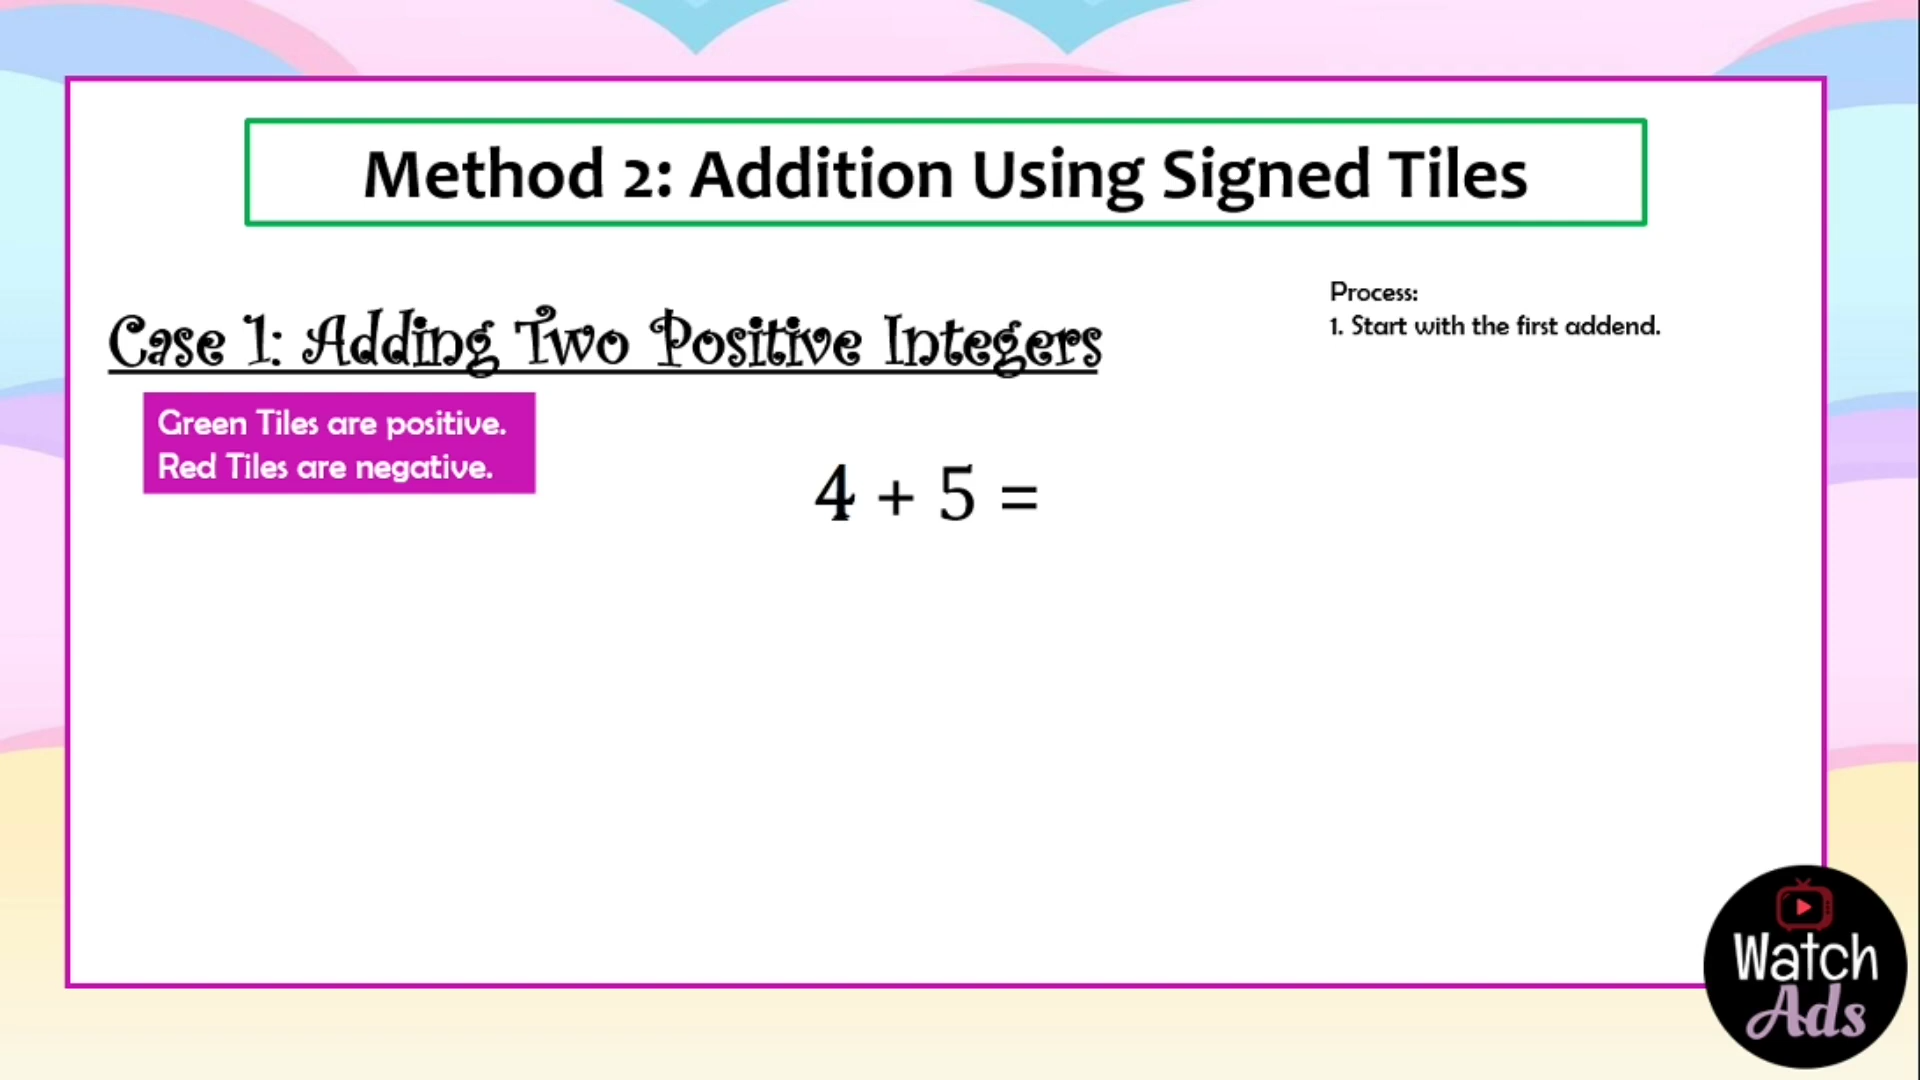 Method 2: Addition Using Signed Tiles
Process:
1. Start with the first addend.
Case 1: Adding Two Positive Integers
Green Tiles are positive.
Red Tiles are negative.
4 + 5 =
Watch
Ads